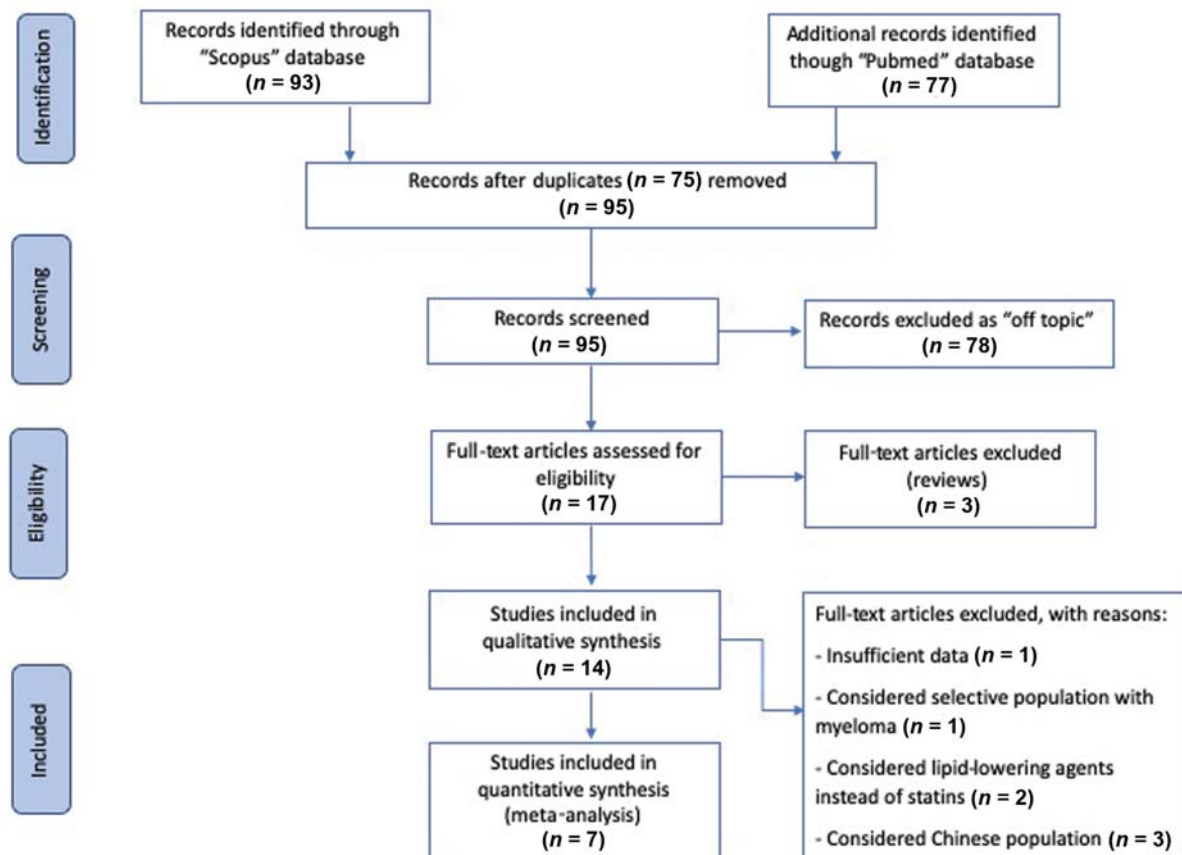 Identification
Records identified through
"Scopus" database
(n = 93)
Additional records identified
though "Pubmed" database
(n = 77)
Records after duplicates (n = 75) removed
(n = 95)
Screening
Records screened
(n = 95)
Records excluded as "off topic"
(n = 78)
Eligibility
Full-text articles assessed for
eligibility
(n = 17)
Full-text articles excluded
(reviews)
(n = 3)
Included
Studies included in
qualitative synthesis
(n = 14)
Full-text articles excluded, with reasons:
- Insufficient data (n = 1)
- Considered selective population with
myeloma (n = 1)
- Considered lipid-lowering agents
instead of statins (n = 2)
- Considered Chinese population (n = 3)
Studies included in
quantitative synthesis
(meta-analysis)
(n = 7)